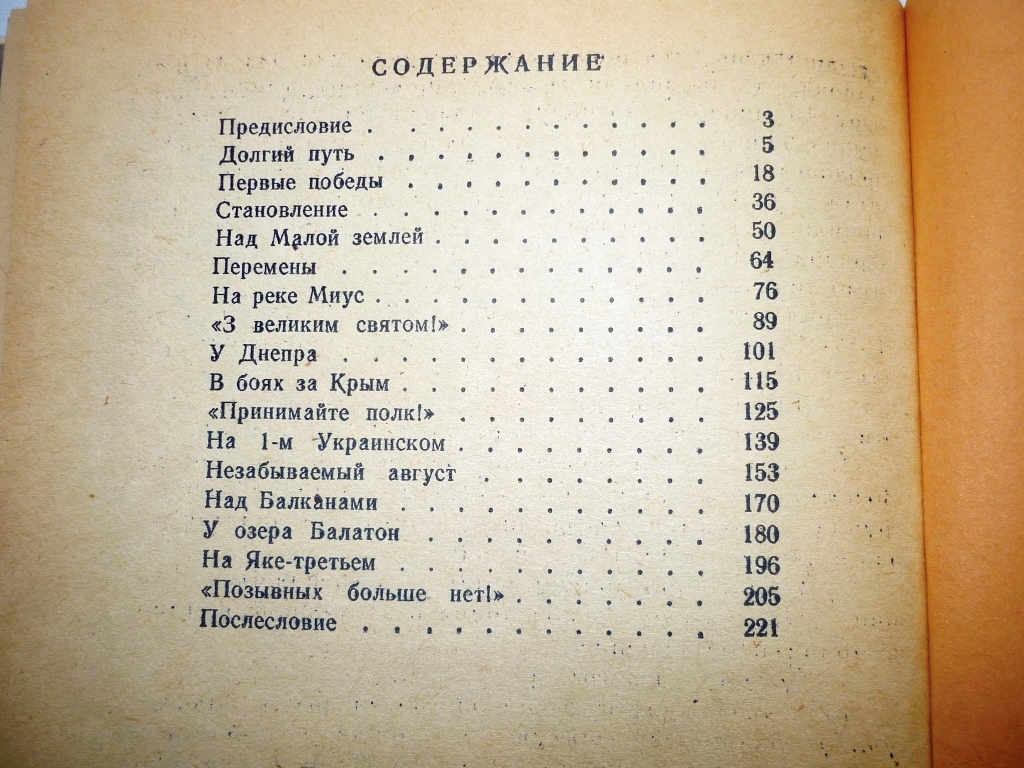 СОДЕРЖАНИЕ
Предисловие . . . . . . . . . . . . 3
Долгий путь . . . . . . . . . . . 5
Первые победы . . . . . . . . . . 18
Становление . . . . . . . . . . . . 36
Над Малой землей . . . . . . . . . 50
Перемены . . . . . . . . . . . . . 64
На реке Миус . . . . . . . . . . . . 76
«З великим святом!» . . . . . . . . . 89
У Днепра . . . . . . . . . . . . . 101
В боях за Крым . . . . . . . . . . . 115
«Принимайте полк!» . . . . . . . . . 125
На 1-м Украинском . . . . . . . . . 139
Незабываемый август . . . . . . . . 153
Над Балканами . . . . . . . . . . . 170
У озера Балатон . . . . . . . . . . 180
На Яке-третьем . . . . . . . . . . . 196
«Позывных больше нет!» . . . . . . . 205
Послесловие . . . . . . . . . . . . 221